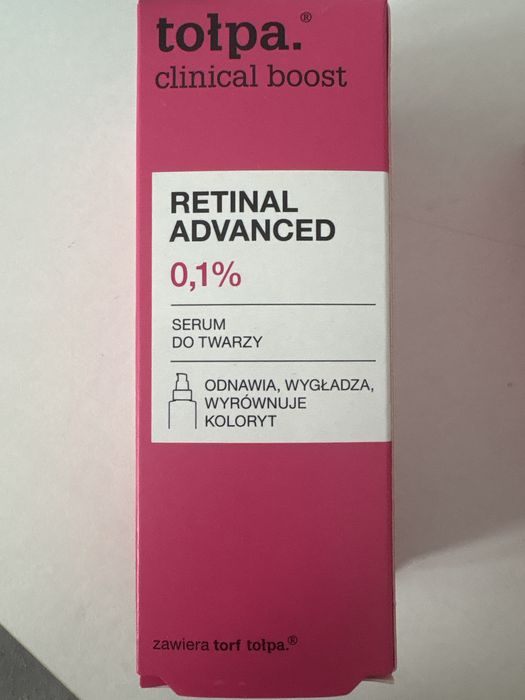 tołpa.®
clinical boost
RETINAL
ADVANCED
0,1%
SERUM
DO TWARZY
ODNAWIA, WYGŁADZA,
WYRÓWNUJE
KOLORYT
zawiera torf tołpa.®